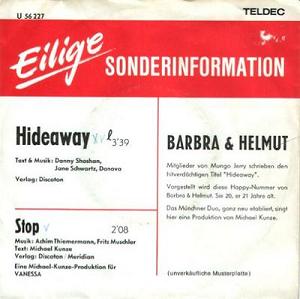 U 56 227
TELDEC
Eilige SONDERINFORMATION
Hideaway 3'39
Text & Musik: Danny Shoshan,
Jane Schwartz, Donavo
Verlag: Discoton
Stop 2'08
Musik: Achim Thiemermann, Fritz Muschler
Text: Michael Kunze
Verlag: Discoton / Meridian
Eine Michael-Kunze-Produktion für
VANESSA
BARBRA & HELMUT
Mitglieder von Mungo Jerry schrieben den
hitverdächtigen Titel "Hideaway".
Vorgestellt wird diese Happy-Nummer von
Barbra & Helmut. Sie 20, er 21 Jahre alt.
Das Münchner Duo, ganz neu etabliert, singt
hier eine Produktion von Michael Kunze.
(unverkäufliche Musterplatte)